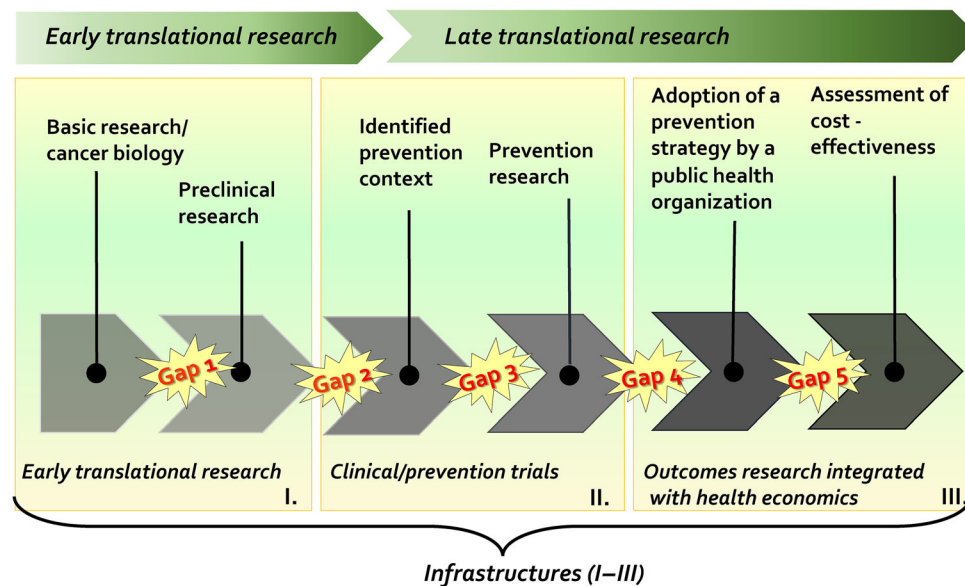 Early translational research
Late translational research
Basic research/
cancer biology
Preclinical
research
Identified
prevention
context
Prevention
research
Adoption of a
prevention
strategy by a
public health
organization
Assessment of
cost -
effectiveness
Gap 1
Gap 2
Gap 3
Gap 4
Gap 5
Early translational research
I.
Clinical/prevention trials
II.
Outcomes research integrated
with health economics
III.
Infrastructures (I–III)